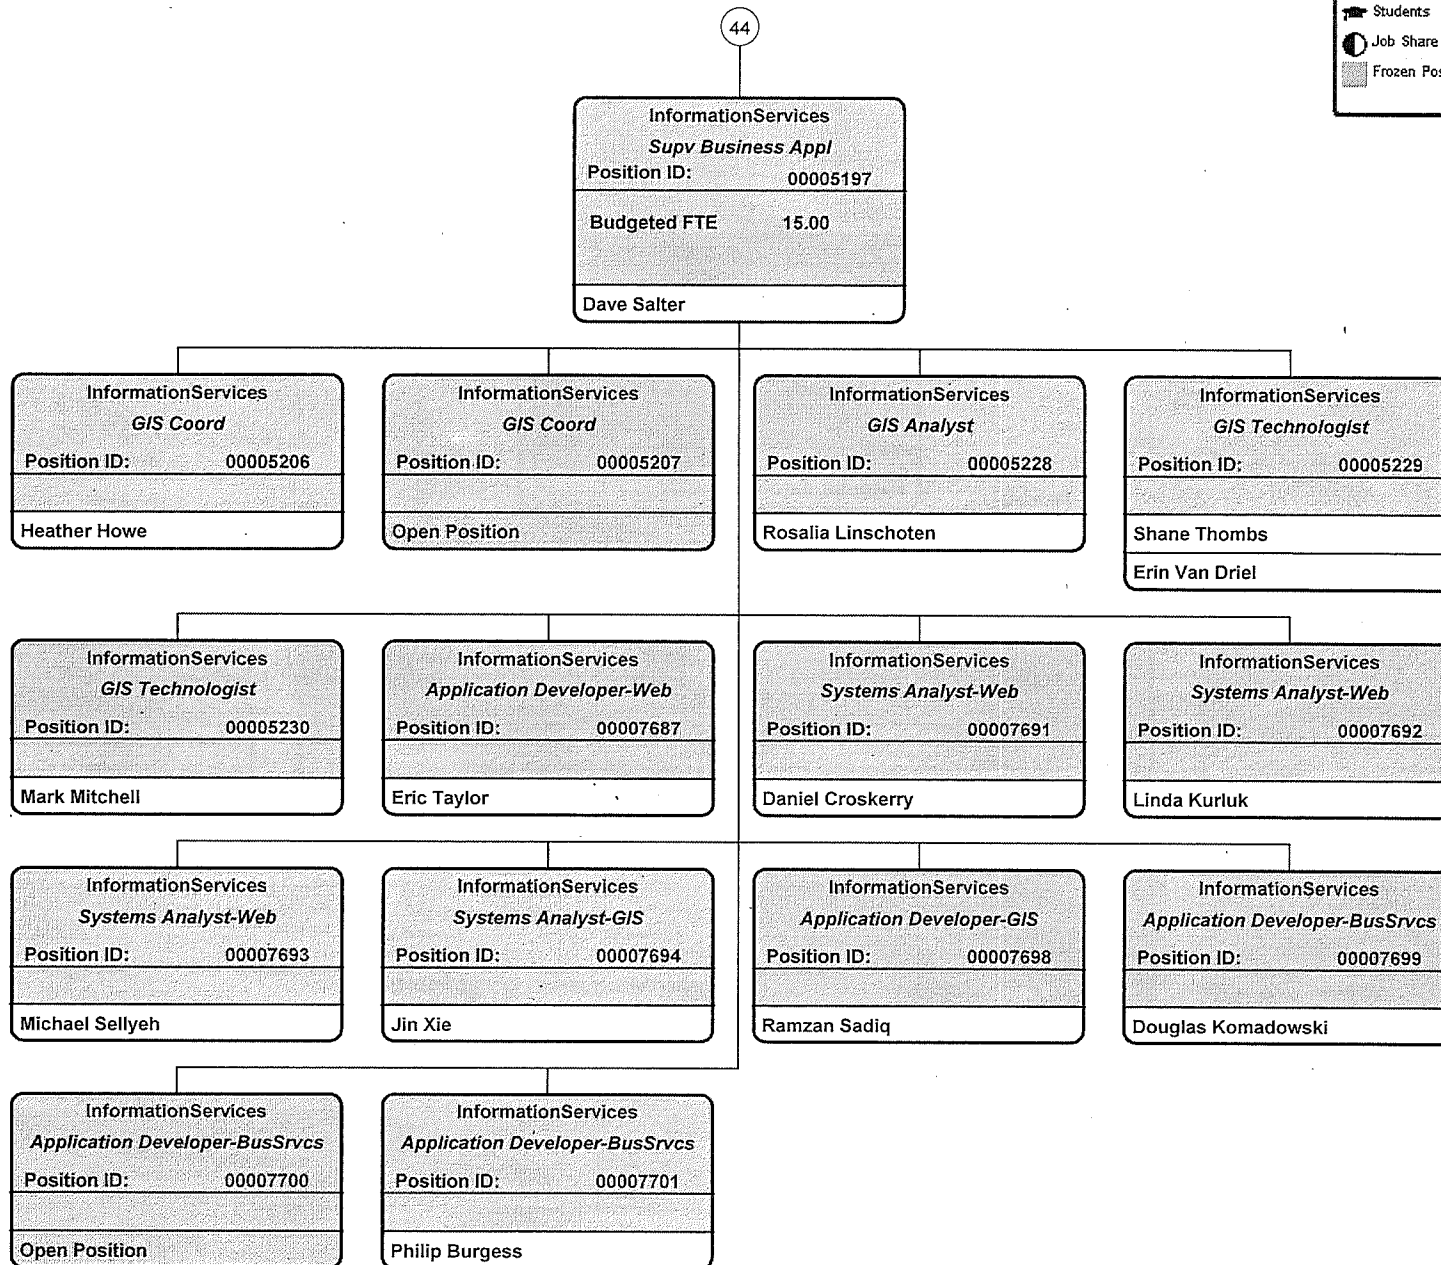 44
Students
Job Share
Frozen Pos
InformationServices
Supv Business Appl
Position ID: 00005197
Budgeted FTE 15.00
Dave Salter
InformationServices
GIS Coord
Position ID: 00005206
Heather Howe
InformationServices
GIS Coord
Position ID: 00005207
Open Position
InformationServices
GIS Analyst
Position ID: 00005228
Rosalia Linschoten
InformationServices
GIS Technologist
Position ID: 00005229
Shane Thombs
Erin Van Driel
InformationServices
GIS Technologist
Position ID: 00005230
Mark Mitchell
InformationServices
Application Developer-Web
Position ID: 00007687
Eric Taylor
InformationServices
Systems Analyst-Web
Position ID: 00007691
Daniel Croskerry
InformationServices
Systems Analyst-Web
Position ID: 00007692
Linda Kurluk
InformationServices
Systems Analyst-Web
Position ID: 00007693
Michael Sellyeh
InformationServices
Systems Analyst-GIS
Position ID: 00007694
Jin Xie
InformationServices
Application Developer-GIS
Position ID: 00007698
Ramzan Sadiq
InformationServices
Application Developer-BusSrvcs
Position ID: 00007699
Douglas Komadowski
InformationServices
Application Developer-BusSrvcs
Position ID: 00007700
Open Position
InformationServices
Application Developer-BusSrvcs
Position ID: 00007701
Philip Burgess